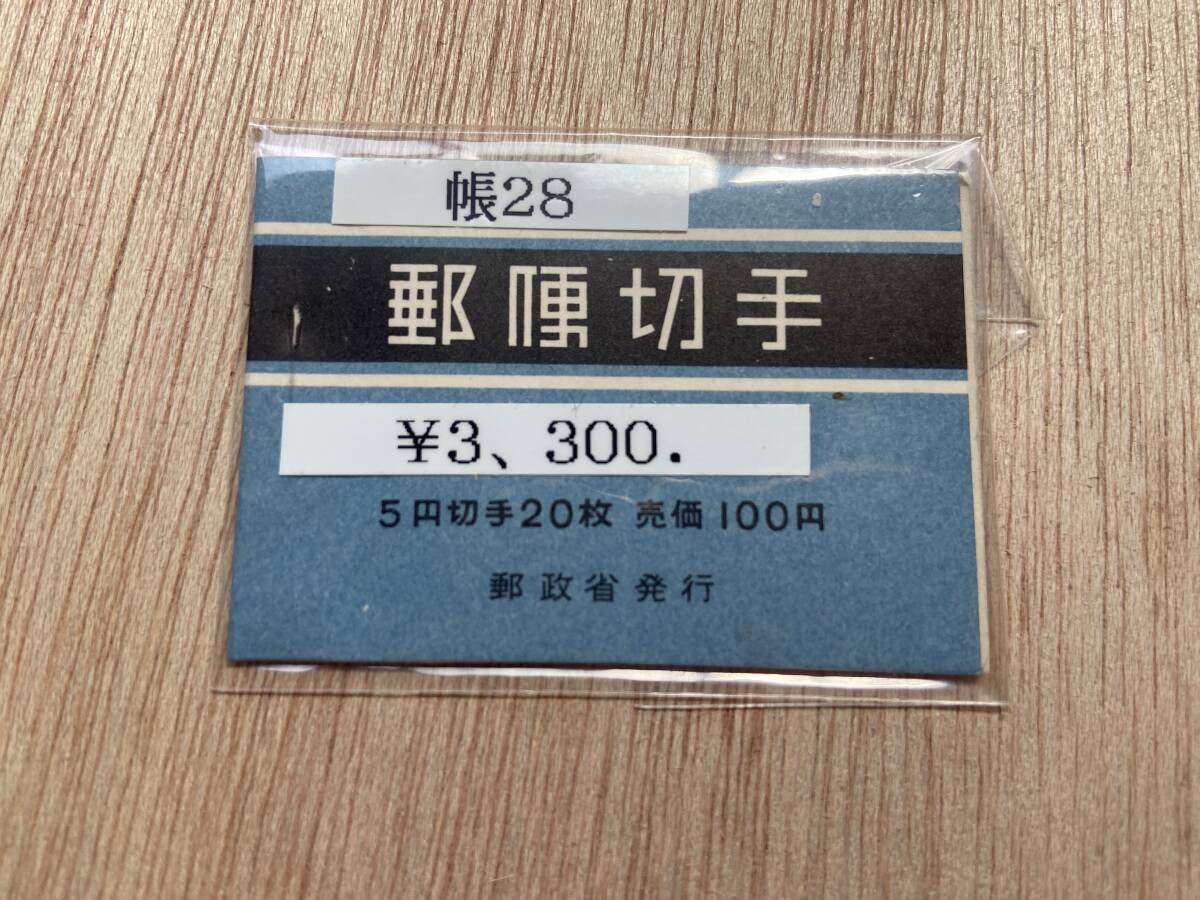 帳28
郵便切手
¥3、300.
5円切手20枚 売価100円
郵政省発行